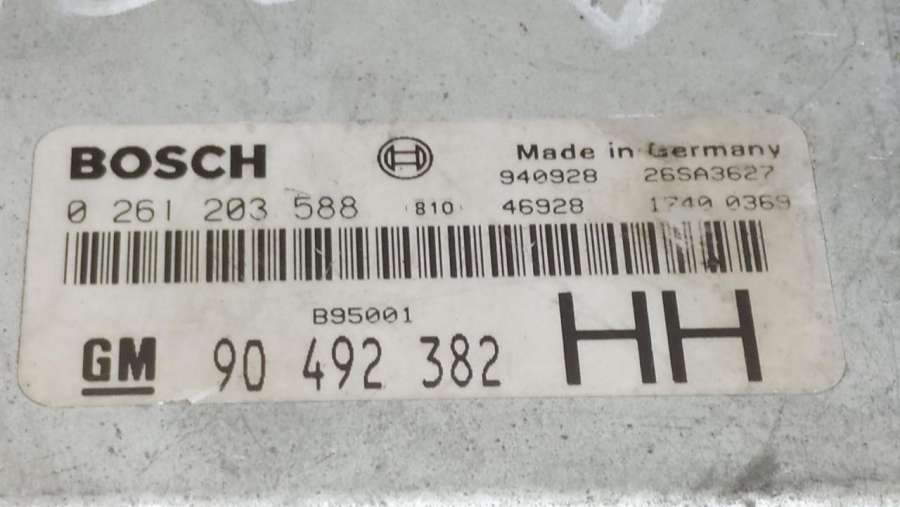 BOSCH Made in Germany
940928 26SA3627
0 261 203 588 810 46928 1740 0369
B95001
GM 90 492 382 HH